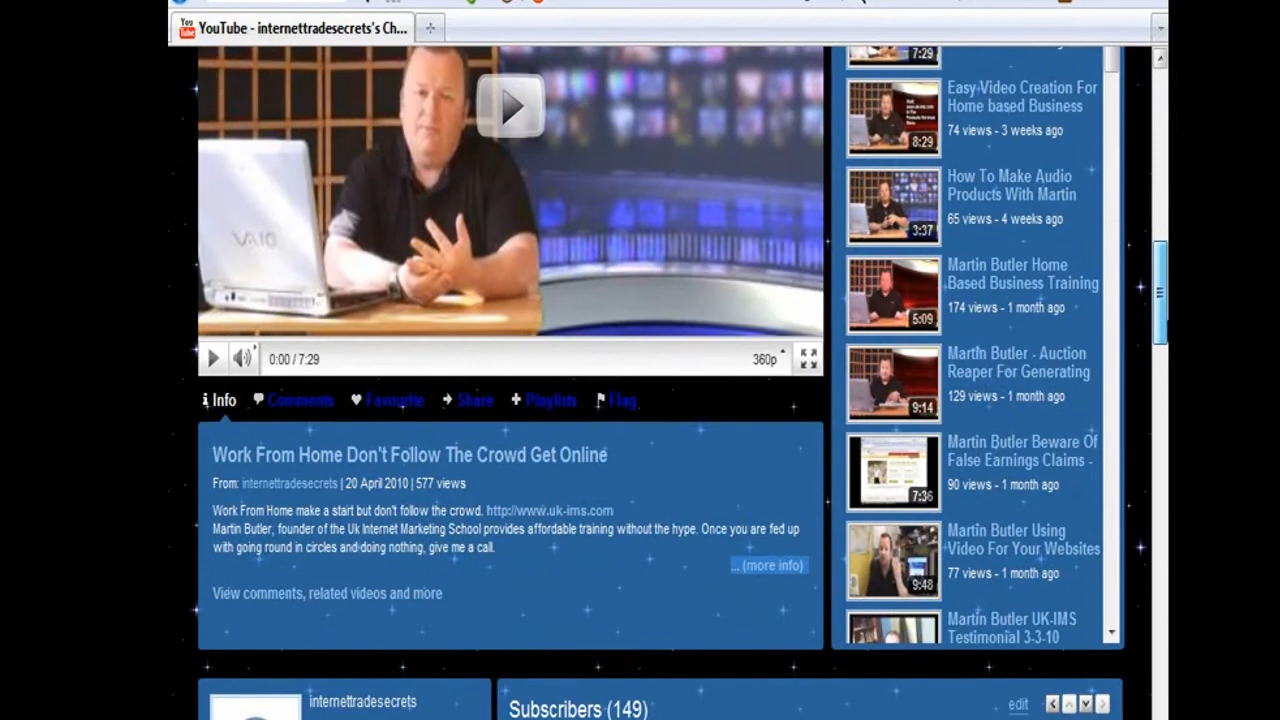 You
Tube
YouTube - internettradesecrets's Ch...
VAIO
0:00 / 7:29
360p
Info
Comments
Favourite
Share
Playlists
Flag
Work From Home Don't Follow The Crowd Get Online
From: internettradesecrets | 20 April 2010 | 577 views
Work From Home make a start but don't follow the crowd. http://www.uk-ims.com
Martin Butler, founder of the Uk Internet Marketing School provides affordable training without the hype. Once you are fed up
with going round in circles and doing nothing, give me a call.
... (more info)
View comments, related videos and more
7:29
Easy Video Creation For
Home based Business
74 views - 3 weeks ago
8:29
How To Make Audio
Products With Martin
65 views - 4 weeks ago
3:37
Martin Butler Home
Based Business Training
174 views - 1 month ago
5:09
Martin Butler - Auction
Reaper For Generating
129 views - 1 month ago
9:14
Martin Butler Beware Of
False Earnings Claims -
90 views - 1 month ago
7:36
Martin Butler Using
Video For Your Websites
77 views - 1 month ago
9:48
Martin Butler UK-IMS
Testimonial 3-3-10
internettradesecrets
Subscribers (149)
edit